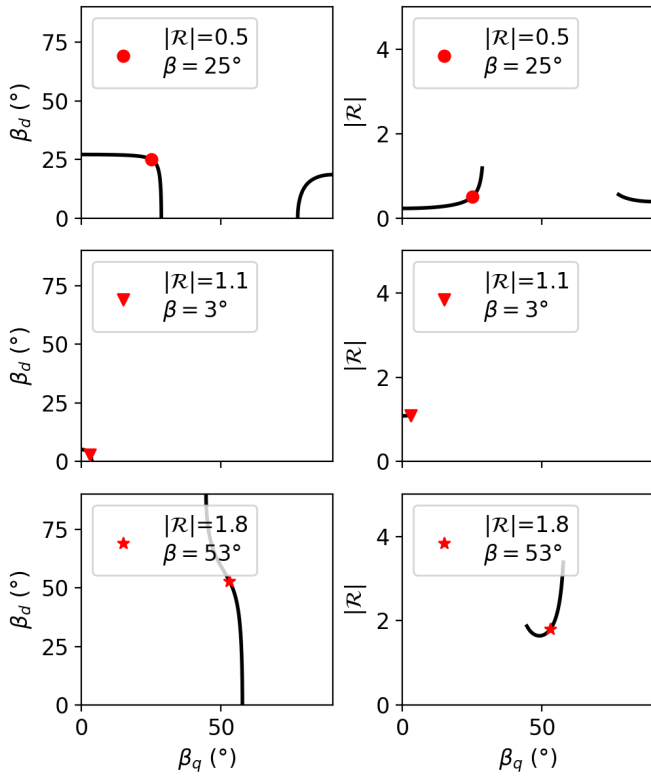 75
50
25
0
β_d (°)
|ℛ|=0.5
β = 25°
4
2
0
|ℛ|
|ℛ|=0.5
β = 25°
75
50
25
0
β_d (°)
|ℛ|=1.1
β = 3°
4
2
0
|ℛ|
|ℛ|=1.1
β = 3°
75
50
25
0
β_d (°)
|ℛ|=1.8
β = 53°
0
50
β_q (°)
4
2
0
|ℛ|
|ℛ|=1.8
β = 53°
0
50
β_q (°)